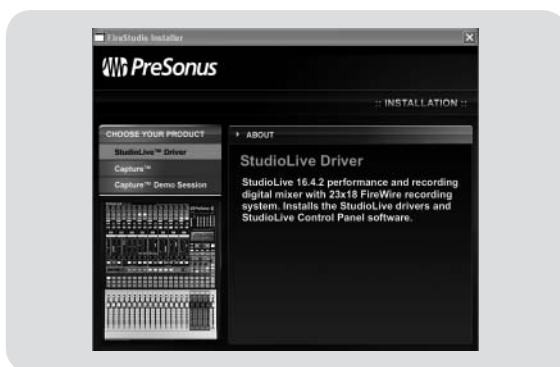 FireStudio Installer
PreSonus
:: INSTALLATION ::
CHOOSE YOUR PRODUCT
StudioLive™ Driver
Capture™
Capture™ Demo Session
ABOUT
StudioLive Driver
StudioLive 16.4.2 performance and recording
digital mixer with 23x18 FireWire recording
system. Installs the StudioLive drivers and
StudioLive Control Panel software.